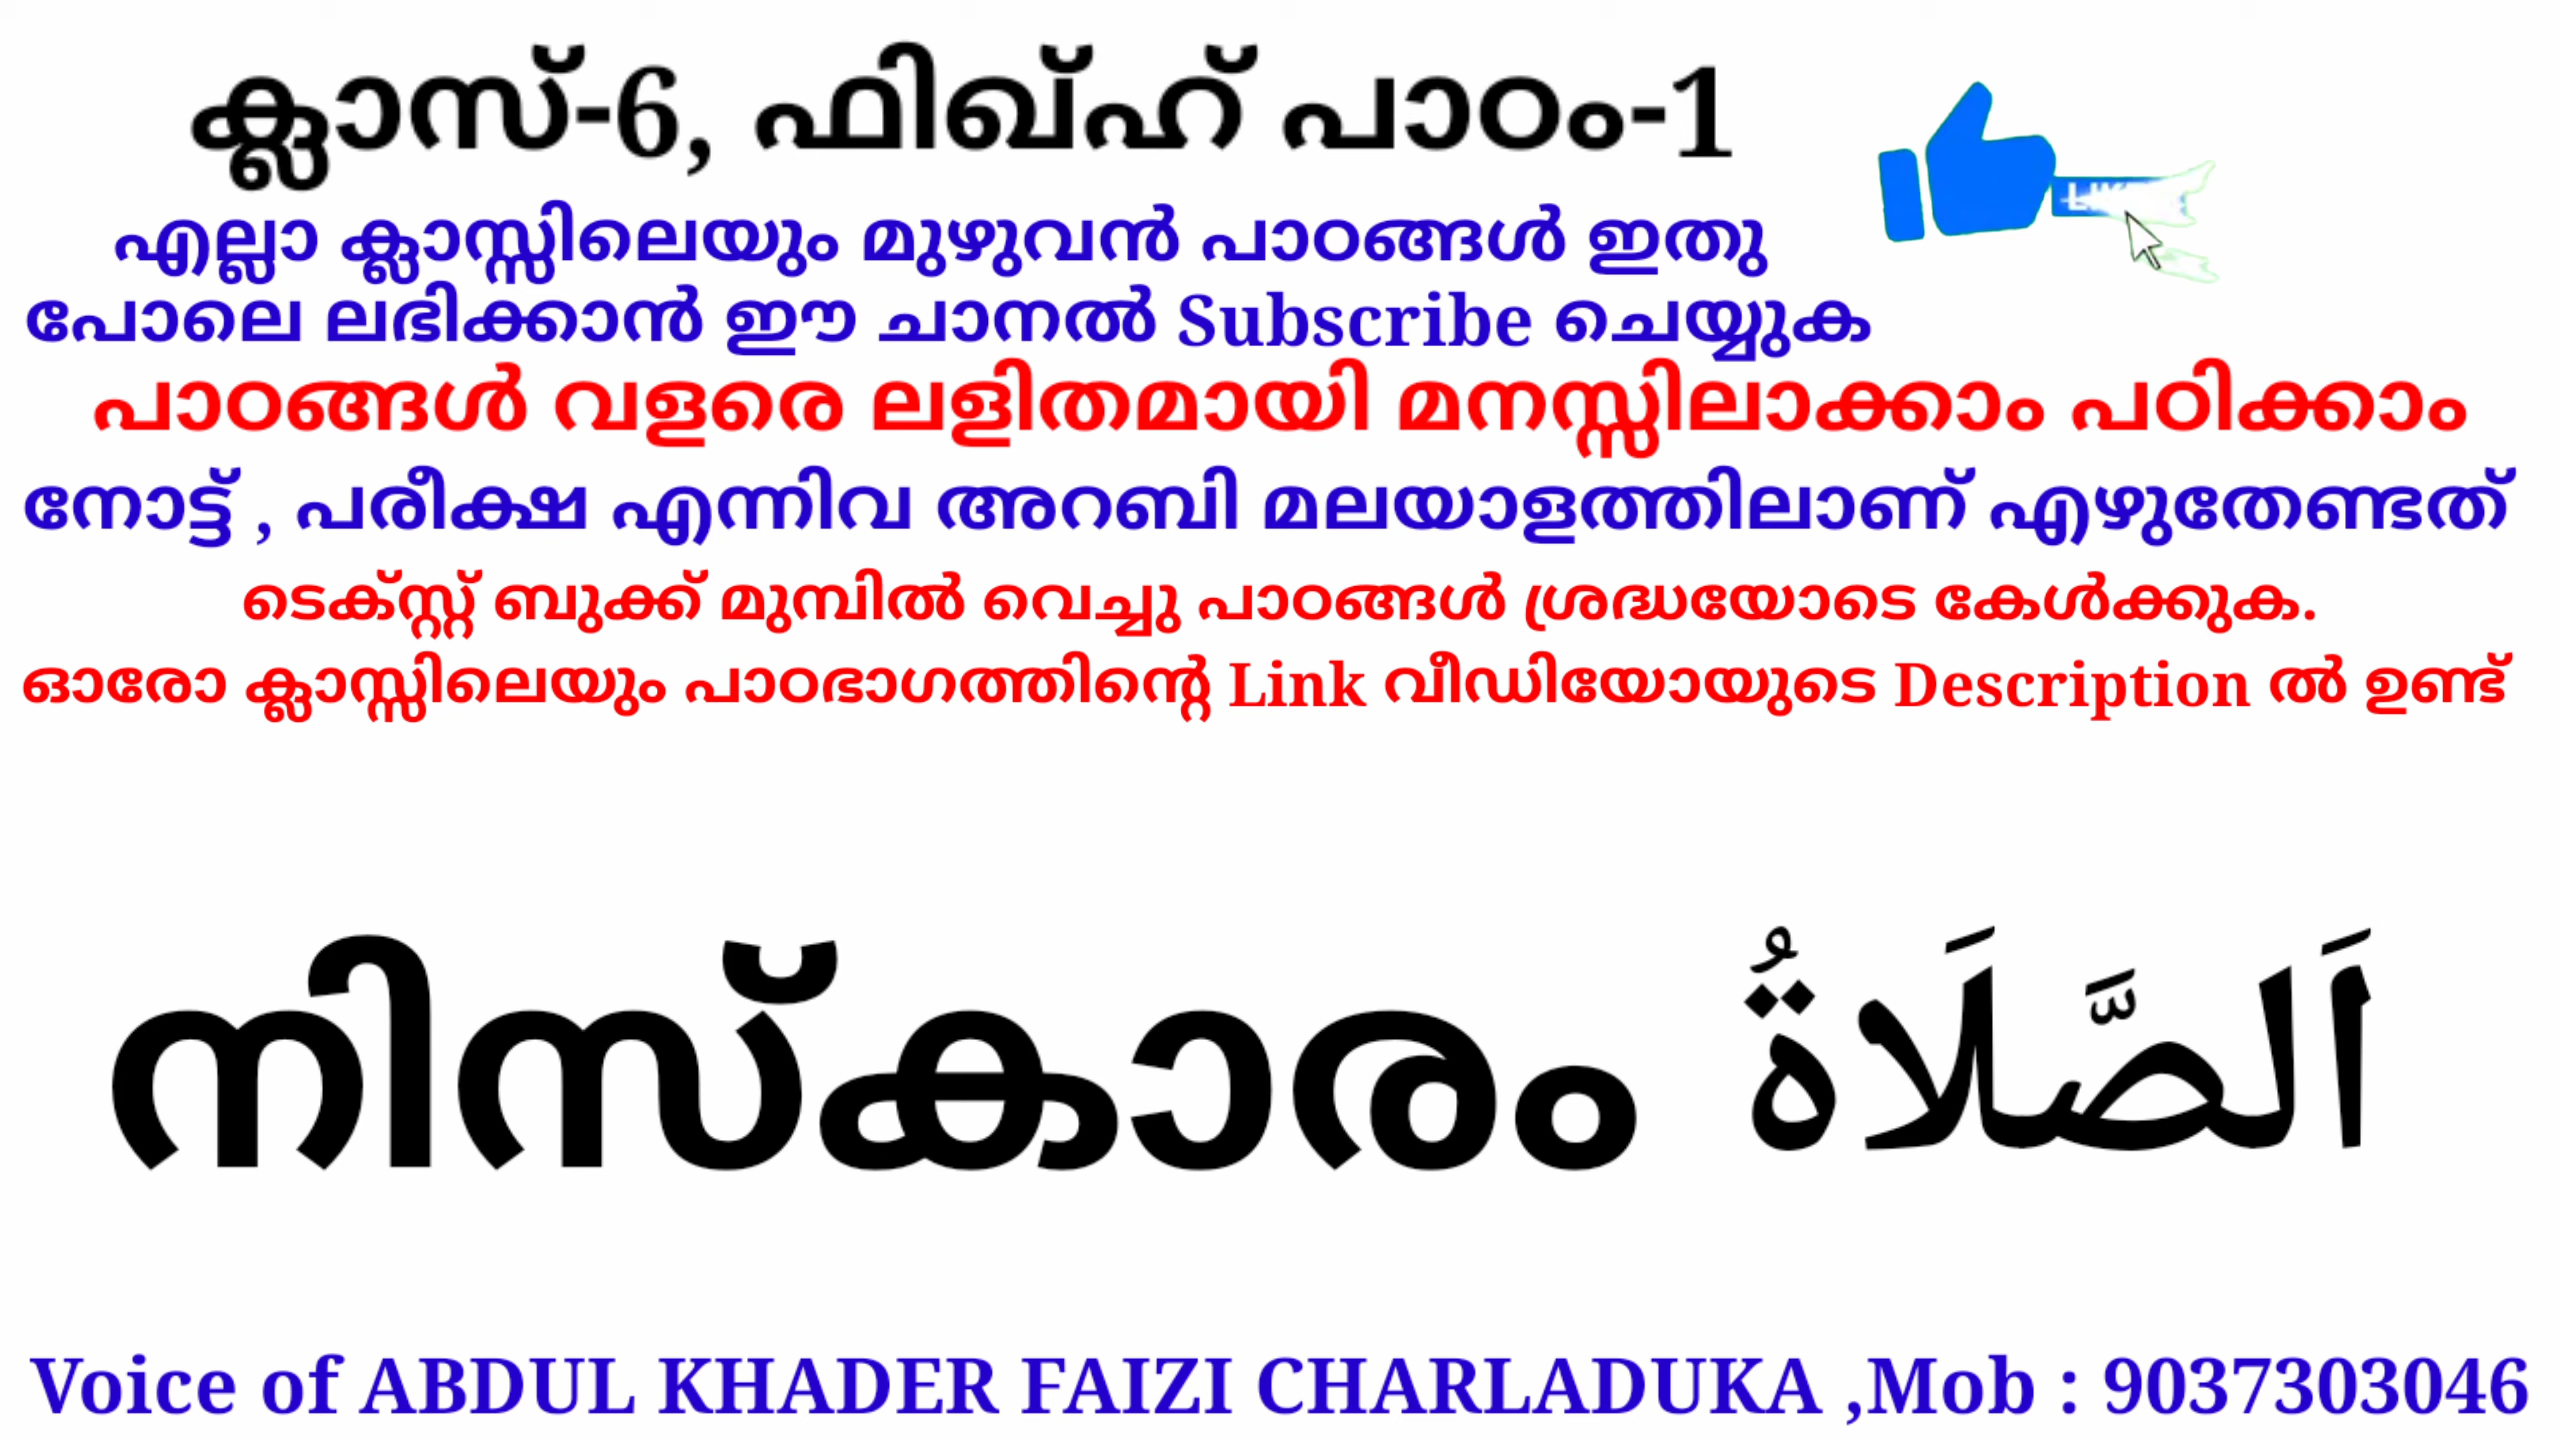 ക്ലാസ്-6, ഫിഖ്ഹ് പാഠം-1
എല്ലാ ക്ലാസ്സിലെയും മുഴുവൻ പാഠങ്ങൾ ഇതു
പോലെ ലഭിക്കാൻ ഈ ചാനൽ Subscribe ചെയ്യുക
പാഠങ്ങൾ വളരെ ലളിതമായി മനസ്സിലാക്കാം പഠിക്കാം
നോട്ട് , പരീക്ഷ എന്നിവ അറബി മലയാളത്തിലാണ് എഴുതേണ്ടത്
ടെക്സ്റ്റ് ബുക്ക് മുമ്പിൽ വെച്ചു പാഠങ്ങൾ ശ്രദ്ധയോടെ കേൾക്കുക.
ഓരോ ക്ലാസ്സിലെയും പാഠഭാഗത്തിന്റെ Link വീഡിയോയുടെ Description ൽ ഉണ്ട്
നിസ്കാരം اَلصَّلَاةُ
Voice of ABDUL KHADER FAIZI CHARLADUKA ,Mob : 9037303046